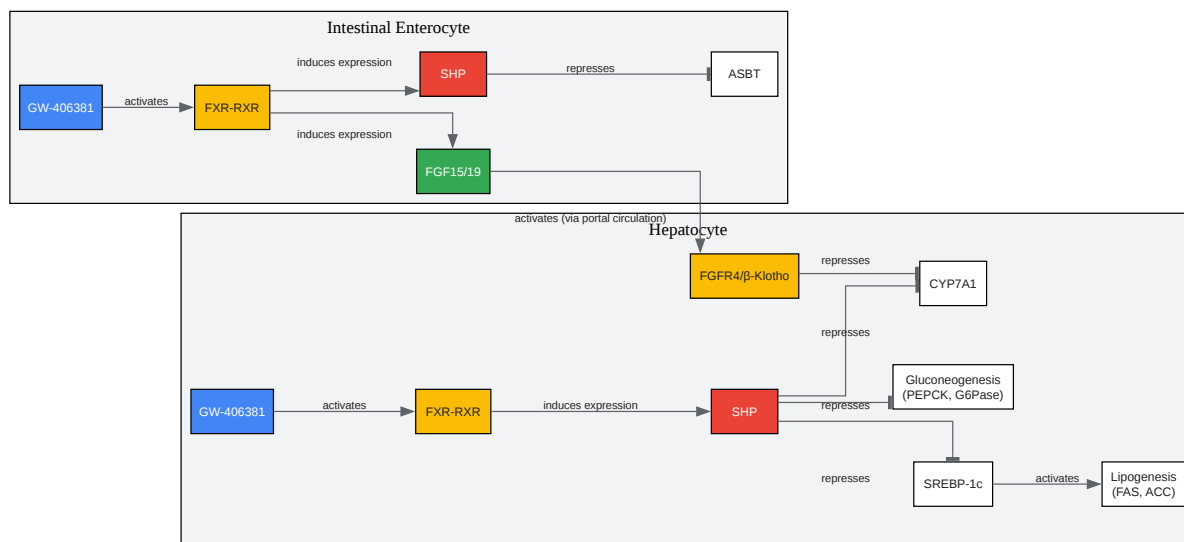 Intestinal Enterocyte
induces expression
SHP
represses
ASBT
GW-406381
activates
FXR-RXR
induces expression
FGF15/19
activates (via portal circulation)
Hepatocyte
FGFR4/β-Klotho
represses
CYP7A1
represses
Gluconeogenesis
(PEPCK, G6Pase)
GW-406381
activates
FXR-RXR
induces expression
SHP
represses
represses
SREBP-1c
activates
Lipogenesis
(FAS, ACC)